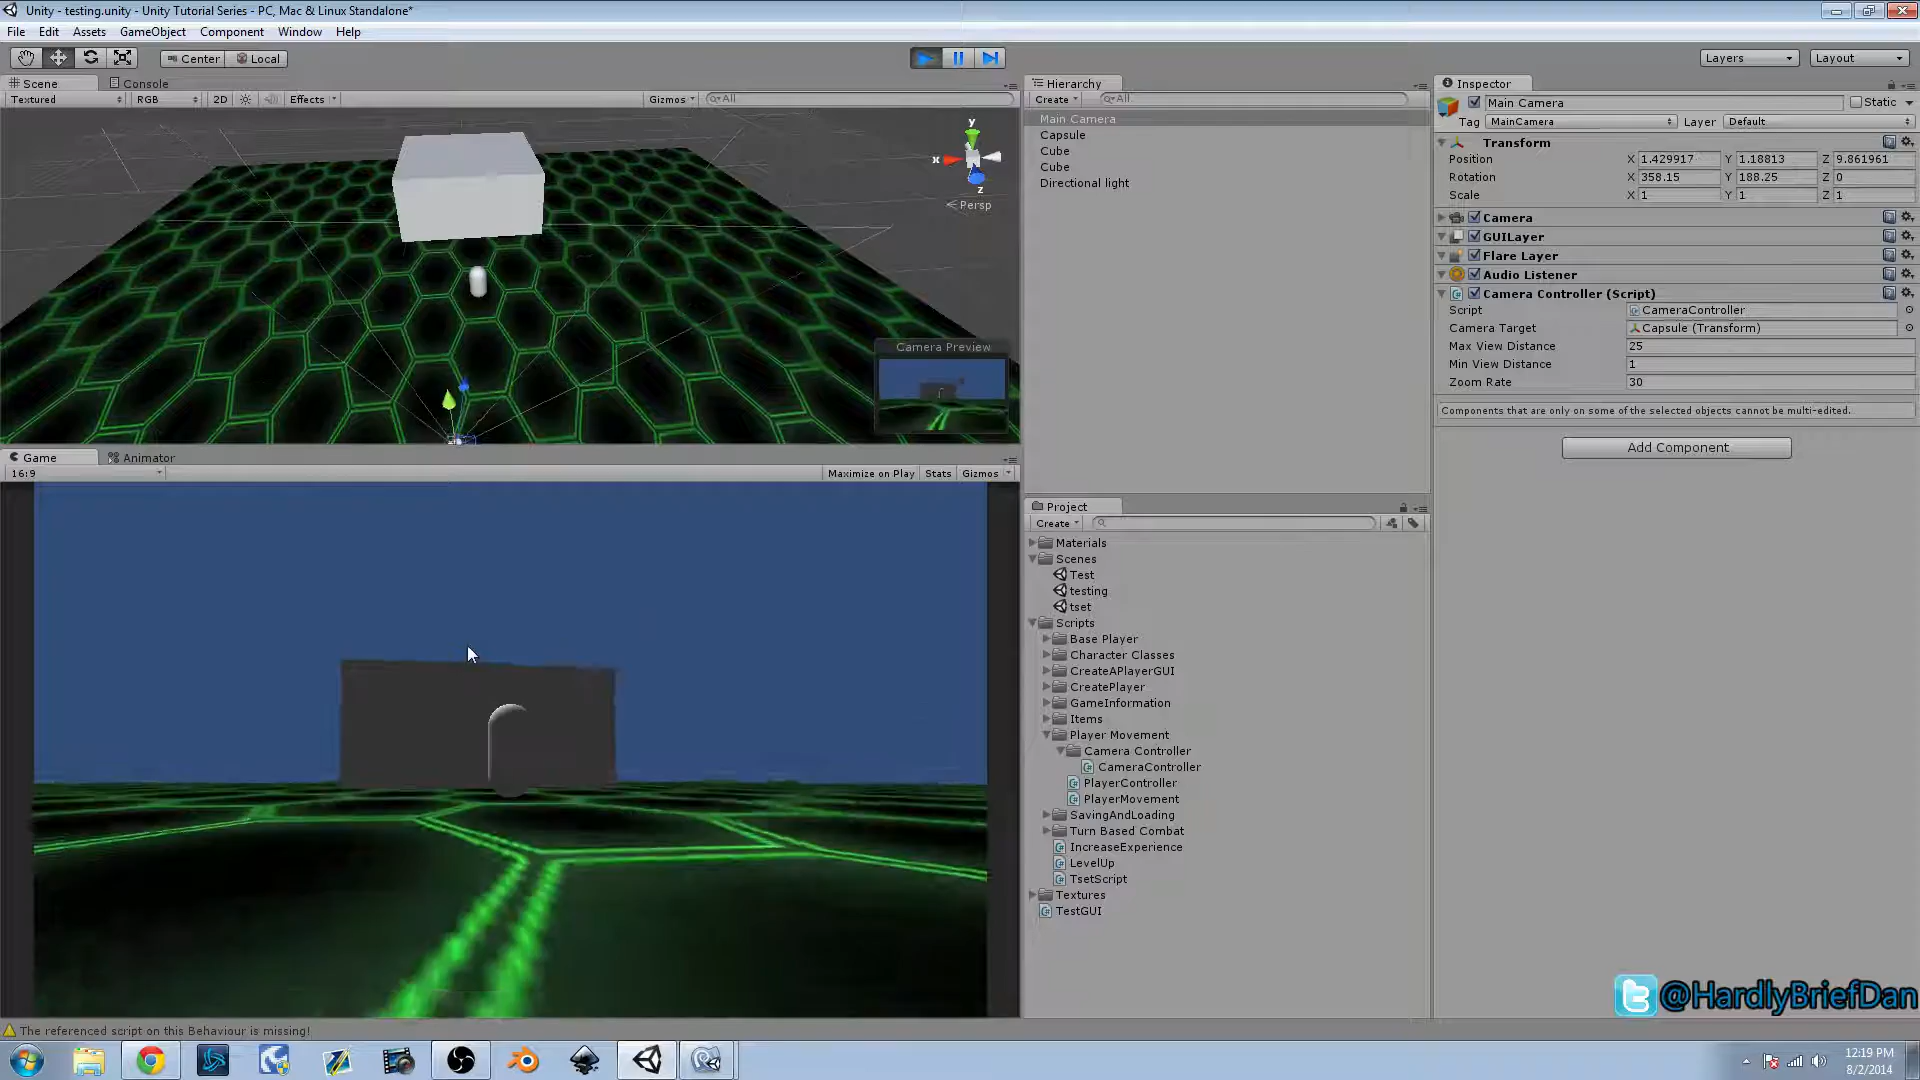 Unity - testing.unity - Unity Tutorial Series - PC, Mac & Linux Standalone*
File Edit Assets GameObject Component Window Help
Center Local Layers Layout
Scene Console
Textured RGB 2D Effects Gizmos All
y
x
z
Persp
Camera Preview
Game Animator
16:9 Maximize on Play Stats Gizmos
Hierarchy
Create All
Main Camera
Capsule
Cube
Cube
Directional light
Project
Create
Materials
Scenes
Test
testing
tset
Scripts
Base Player
Character Classes
CreateAPlayerGUI
CreatePlayer
GameInformation
Items
Player Movement
Camera Controller
CameraController
PlayerController
PlayerMovement
SavingAndLoading
Turn Based Combat
IncreaseExperience
LevelUp
TsetScript
Textures
TestGUI
Inspector
Main Camera Static
Tag MainCamera Layer Default
Transform
Position X 1.429917 Y 1.18813 Z 9.861961
Rotation X 358.15 Y 188.25 Z 0
Scale X 1 Y 1 Z 1
Camera
GUILayer
Flare Layer
Audio Listener
Camera Controller (Script)
Script CameraController
Camera Target Capsule (Transform)
Max View Distance 25
Min View Distance 1
Zoom Rate 30
Components that are only on some of the selected objects cannot be multi-edited.
Add Component
@HardlyBriefDan
The referenced script on this Behaviour is missing!
12:19 PM
8/2/2014